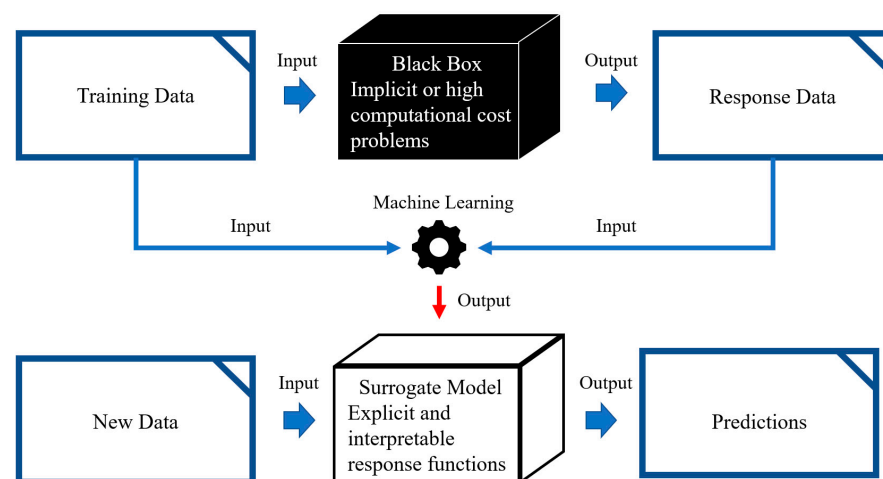 Input
Output
Black Box
Training Data
Implicit or high
computational cost
problems
Response Data
Machine Learning
Input
Input
Output
Input
Output
Surrogate Model
New Data
Explicit and
interpretable
response functions
Predictions